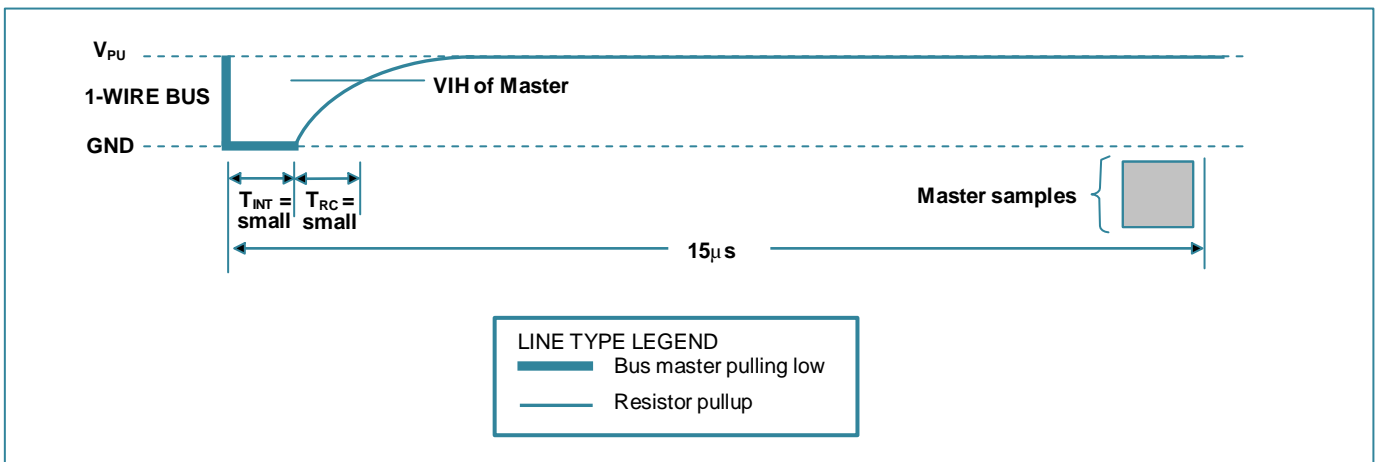 VPU
1-WIRE BUS
VIH of Master
GND
TINT =
small
TRC =
small
Master samples
15μs
LINE TYPE LEGEND
Bus master pulling low
Resistor pullup